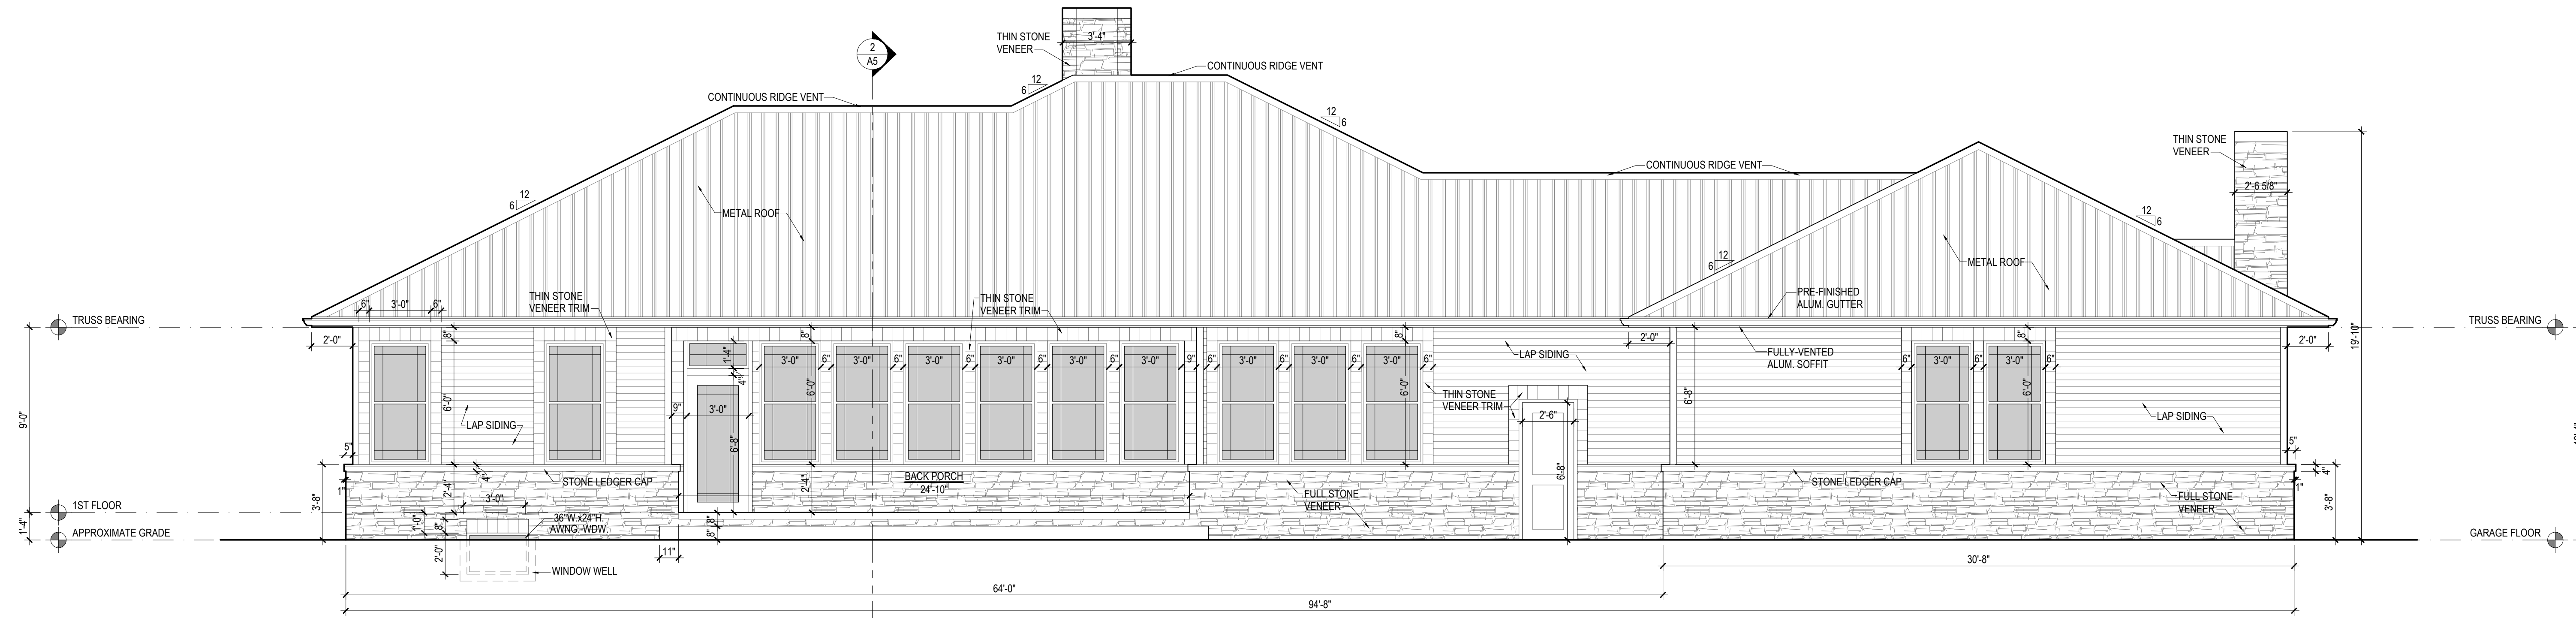 2
A5
THIN STONE
VENEER
3'-4"
CONTINUOUS RIDGE VENT
12
6
CONTINUOUS RIDGE VENT
12
6
THIN STONE
VENEER
CONTINUOUS RIDGE VENT
2'-6 5/8"
12
6
METAL ROOF
12
6
12
6
METAL ROOF
19'-10"
THIN STONE
VENEER TRIM
THIN STONE
VENEER TRIM
PRE-FINISHED
ALUM. GUTTER
6"
3'-0"
6"
TRUSS BEARING
TRUSS BEARING
2'-0"
8"
8"
8"
2'-0"
8"
2'-0"
FULLY-VENTED
ALUM. SOFFIT
LAP SIDING
1'-4"
4"
3'-0"
6"
3'-0"
6"
3'-0"
6"
3'-0"
6"
3'-0"
6"
3'-0"
9"
6"
3'-0"
6"
3'-0"
6"
3'-0"
6"
6"
3'-0"
6"
3'-0"
6"
6'-0"
6'-0"
6'-0"
6'-8"
6'-0"
THIN STONE
VENEER TRIM
9"
3'-0"
2'-6"
LAP SIDING
LAP SIDING
9'-0"
5"
6'-8"
5"
4"
4"
BACK PORCH
24'-10"
STONE LEDGER CAP
STONE LEDGER CAP
1"
2'-4"
2'-4"
6'-8"
1"
3'-0"
FULL STONE
VENEER
FULL STONE
VENEER
3'-8"
3'-8"
1ST FLOOR
1'-4"
1'-0"
8"
36"W.x24"H.
AWNG.-WDW.
8"
8"
APPROXIMATE GRADE
GARAGE FLOOR
2'-0"
11"
WINDOW WELL
30'-8"
64'-0"
94'-8"